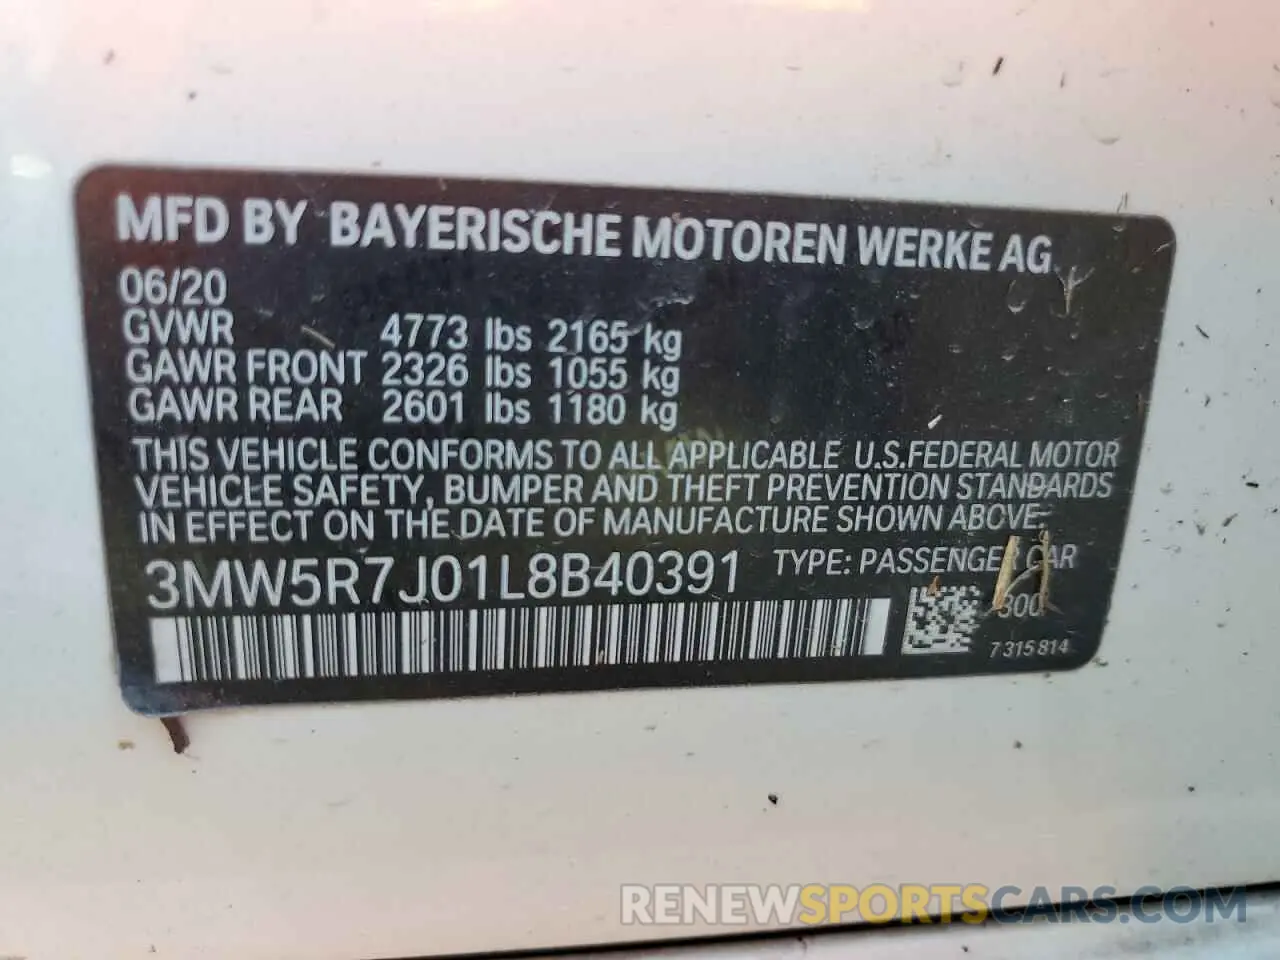 MFD BY BAYERISCHE MOTOREN WERKE AG
06/20
GVWR 4773 lbs 2165 kg
GAWR FRONT 2326 lbs 1055 kg
GAWR REAR 2601 lbs 1180 kg
THIS VEHICLE CONFORMS TO ALL APPLICABLE U.S.FEDERAL MOTOR
VEHICLE SAFETY, BUMPER AND THEFT PREVENTION STANDARDS
IN EFFECT ON THE DATE OF MANUFACTURE SHOWN ABOVE.
3MW5R7J01L8B40391 TYPE: PASSENGER CAR
300
7315814
RENEWSPORTSCARS.COM